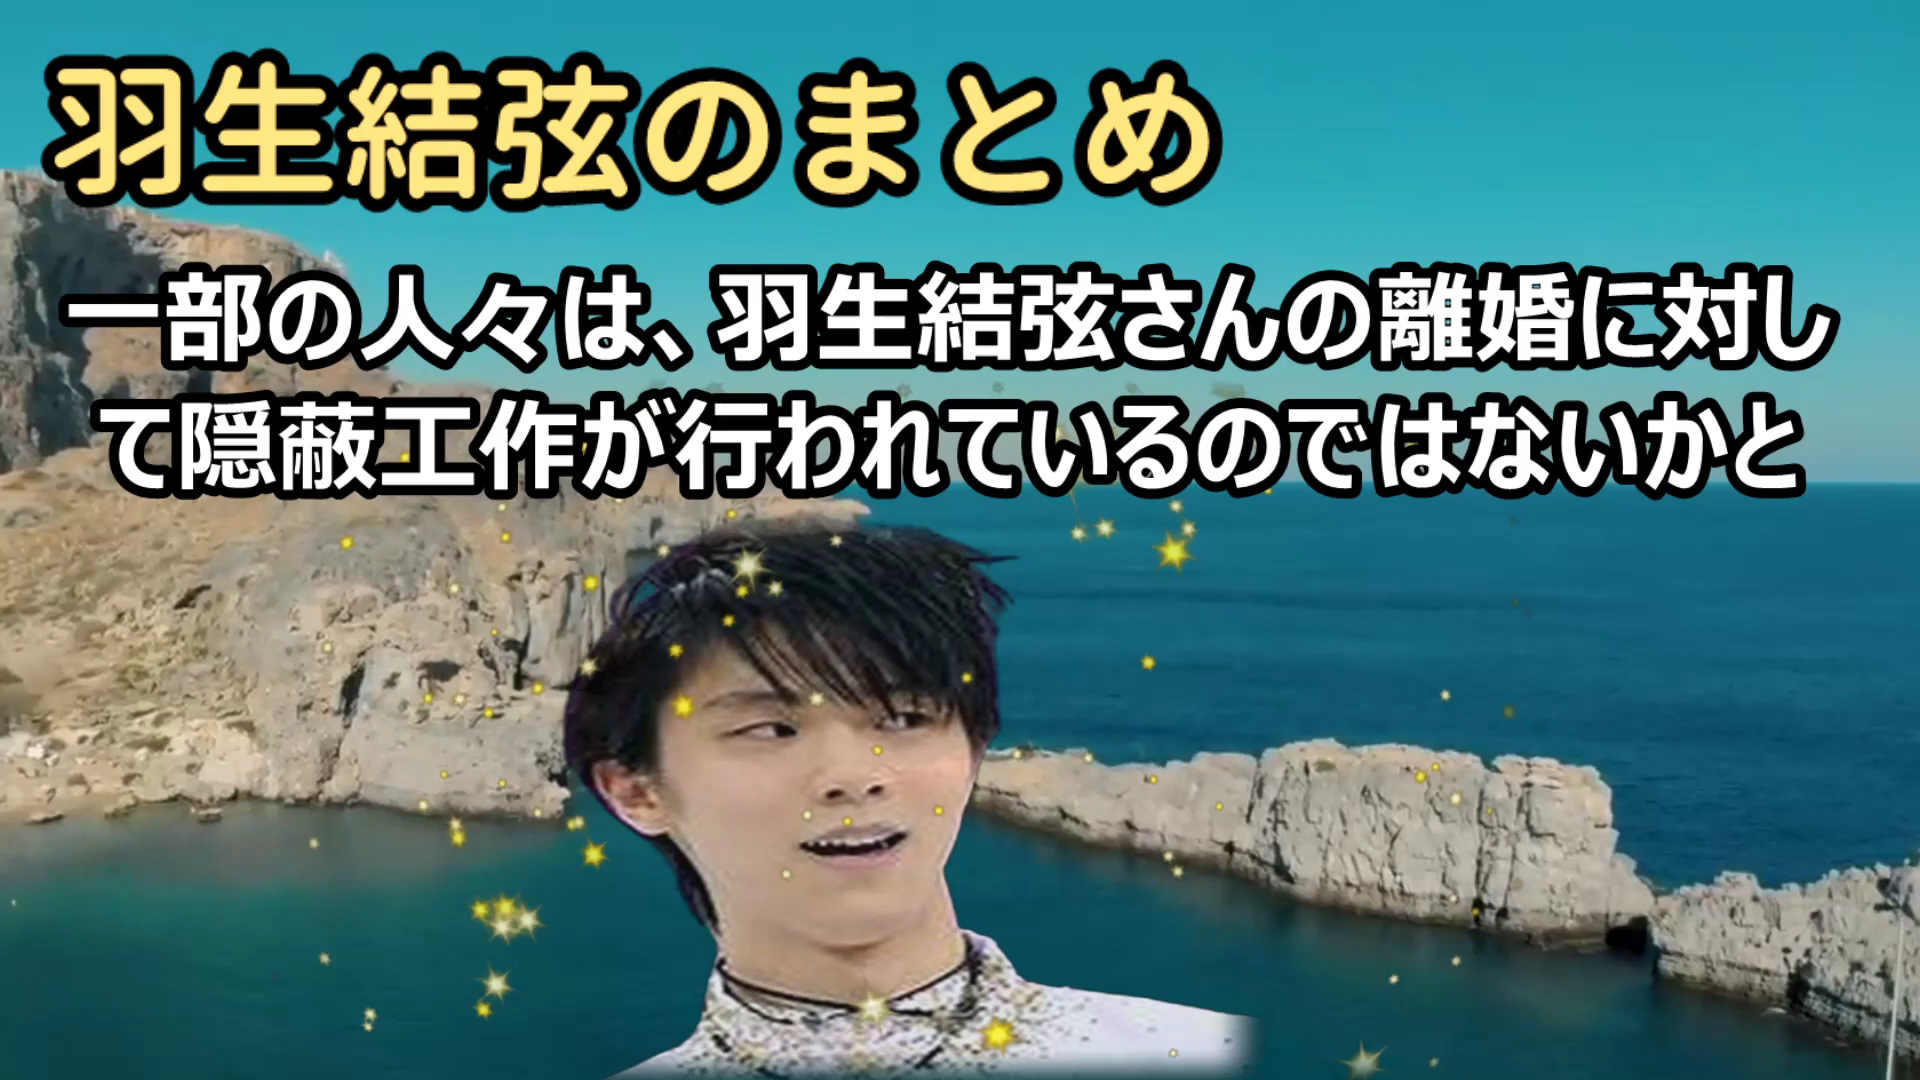 羽生結弦のまとめ
一部の人々は、羽生結弦さんの離婚に対し
て隠蔽工作が行われているのではないかと